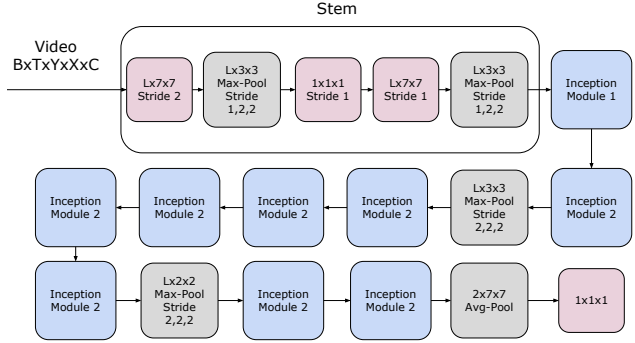 Stem
Video
BxTxYxXxC
Lx7x7
Stride 2
Lx3x3
Max-Pool
Stride
1,2,2
1x1x1
Stride 1
Lx7x7
Stride 1
Lx3x3
Max-Pool
Stride
1,2,2
Inception
Module 1
Inception
Module 2
Inception
Module 2
Inception
Module 2
Inception
Module 2
Lx3x3
Max-Pool
Stride
2,2,2
Inception
Module 2
Inception
Module 2
Lx2x2
Max-Pool
Stride
2,2,2
Inception
Module 2
Inception
Module 2
2x7x7
Avg-Pool
1x1x1